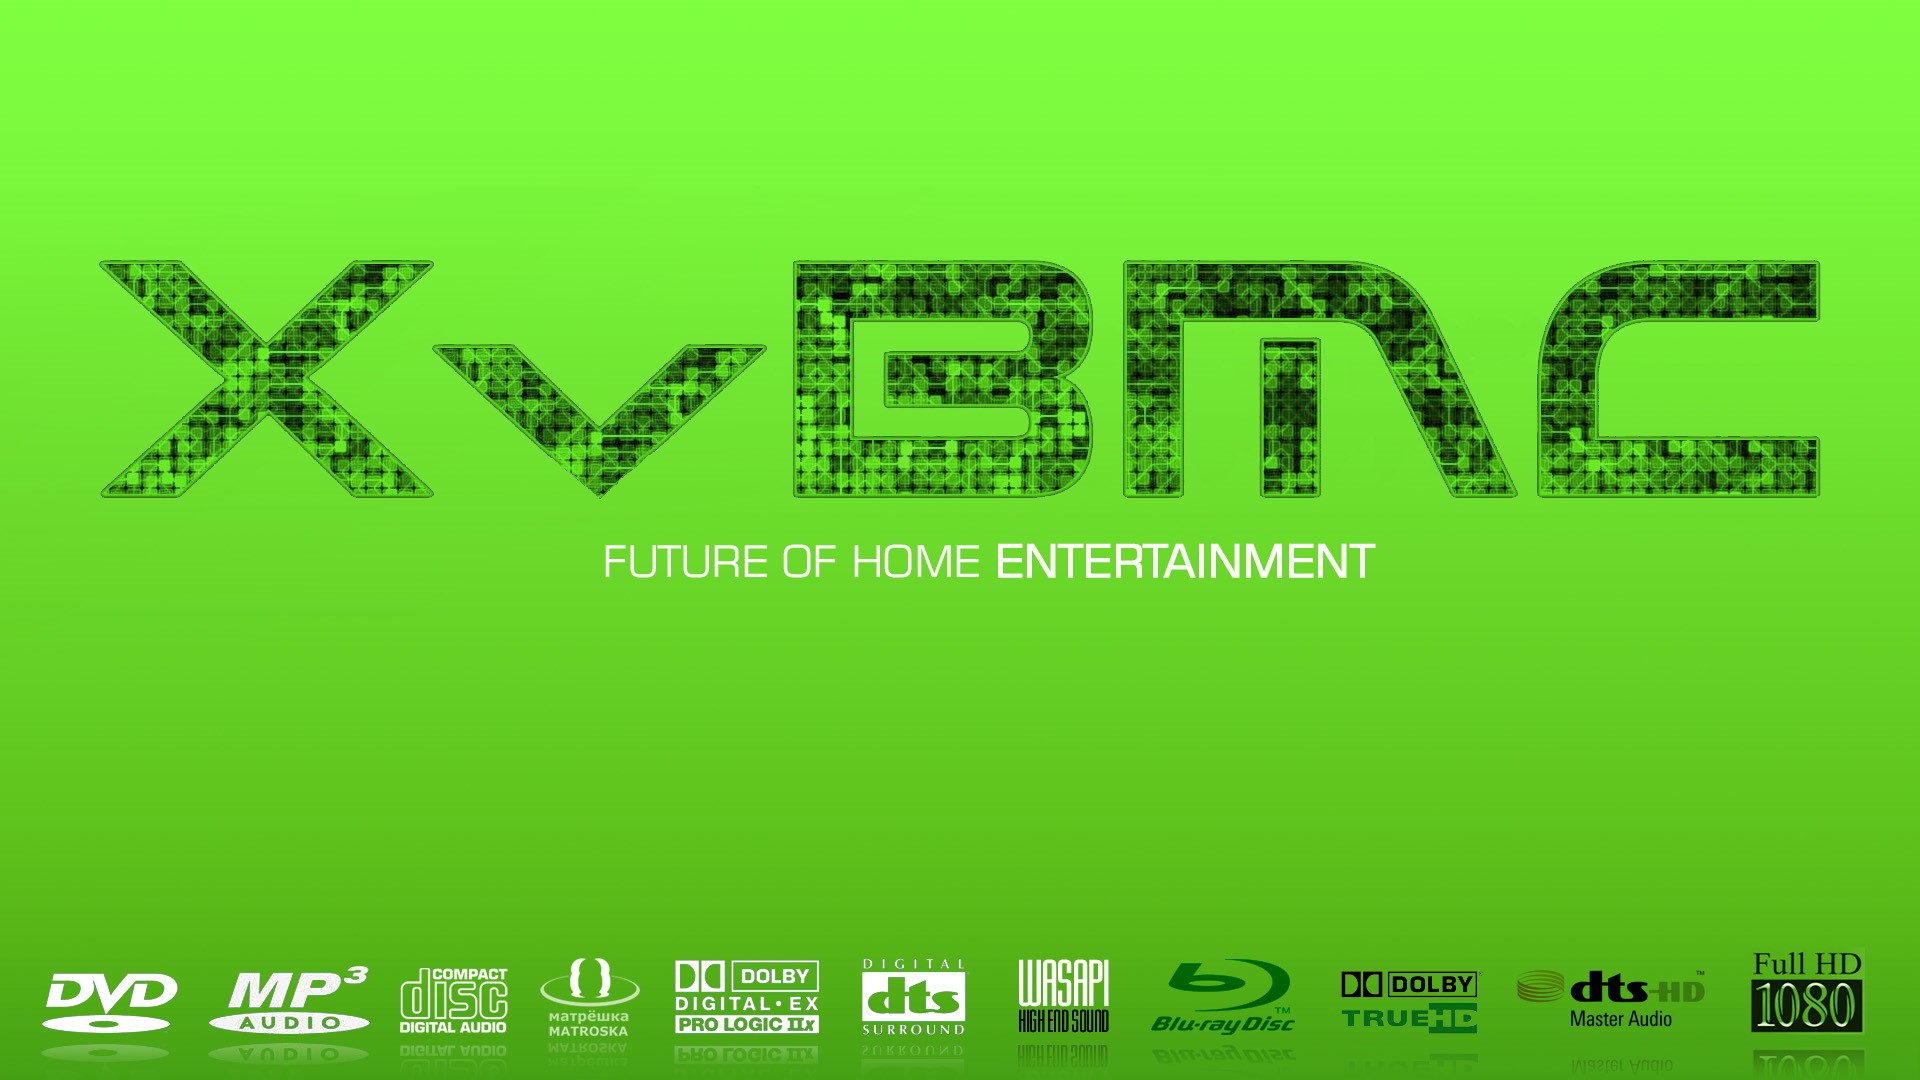 XvBMC
FUTURE OF HOME ENTERTAINMENT
DVD
MP3
AUDIO
COMPACT
disc
DIGITAL AUDIO
матрёшка
MATROSKA
DOLBY
DIGITAL·EX
PRO LOGIC IIx
DIGITAL
dts
SURROUND
WASAPI
HIGH END SOUND
Blu-ray Disc™
DOLBY
TRUEHD
dts-HD™
Master Audio
Full HD
1080